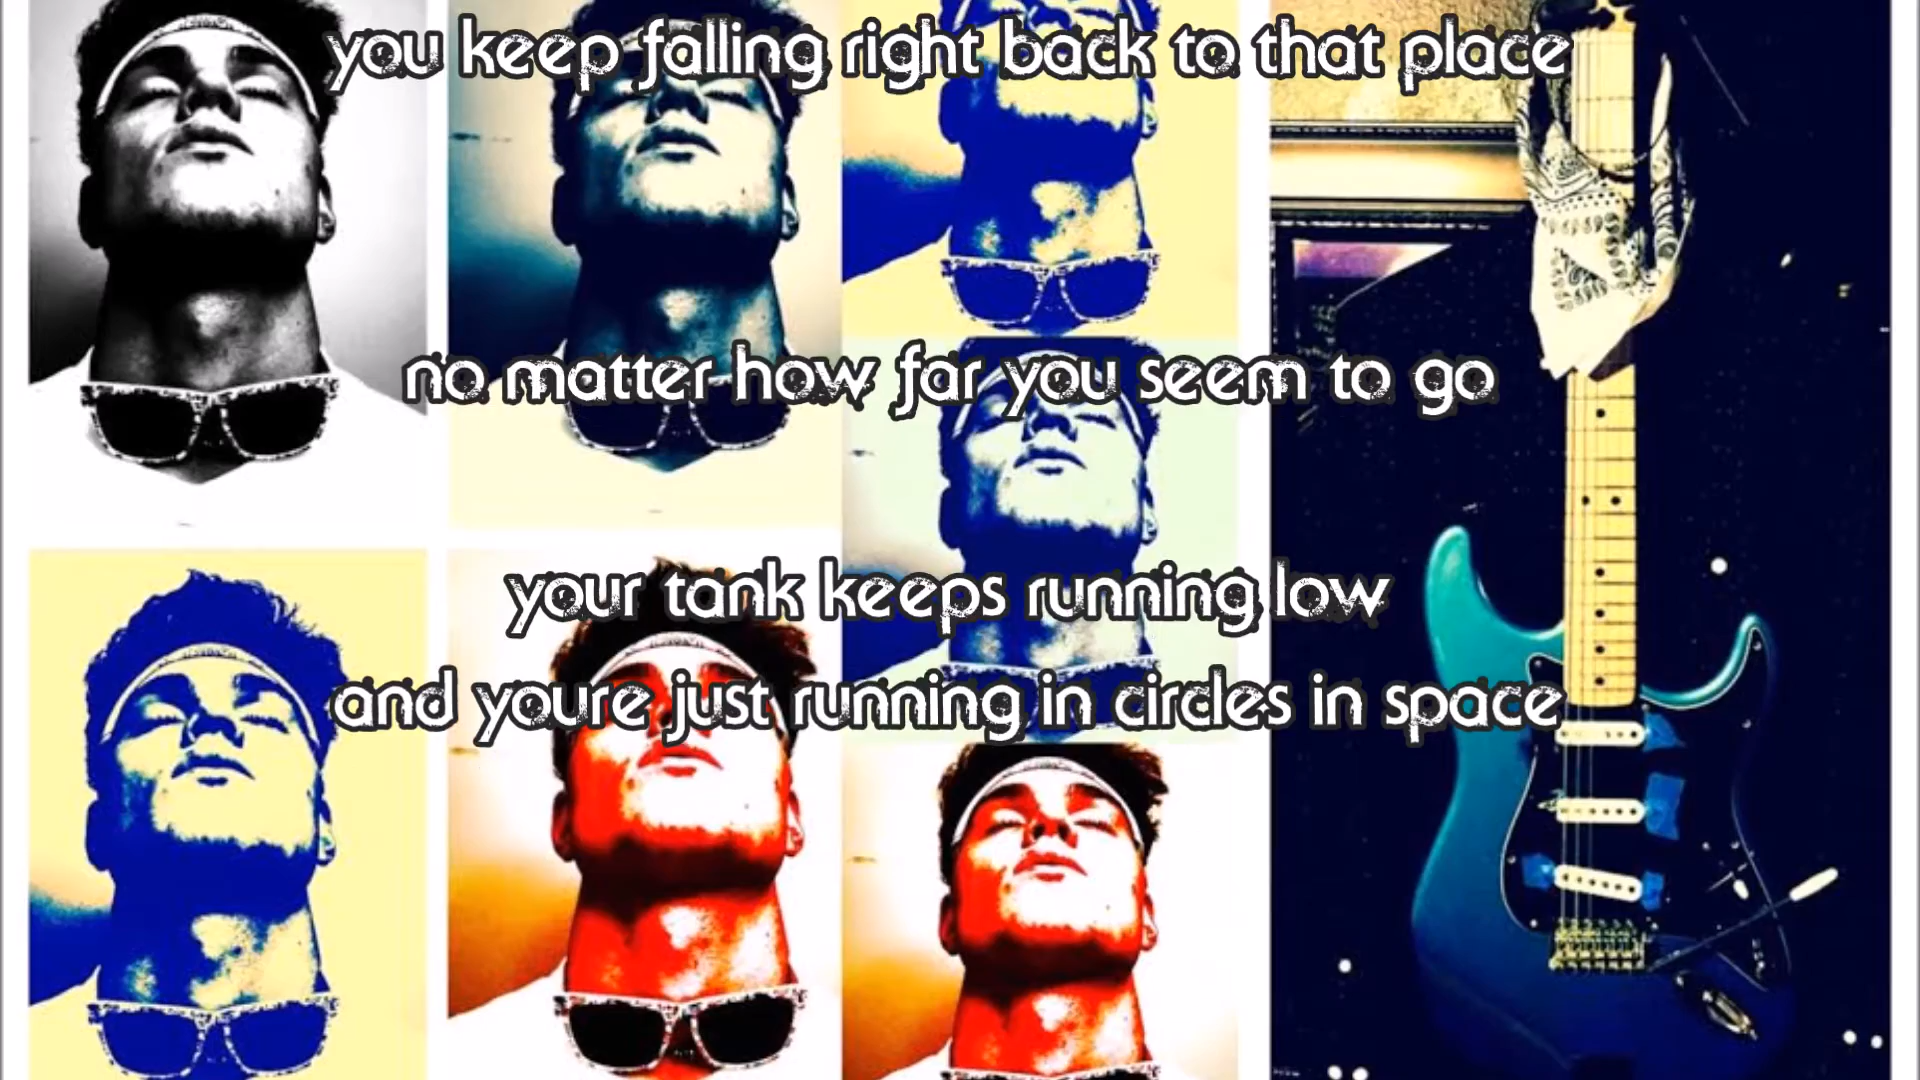 you keep falling right back to that place
no matter how far you seem to go
your tank keeps running low
and youre just running in circles in space